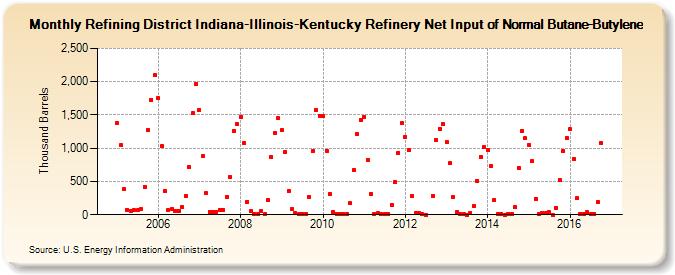 Monthly Refining District Indiana-Illinois-Kentucky Refinery Net Input of Normal Butane-Butylene
Thousand Barrels
2,500
2,000
1,500
1,000
500
0
2006 2008 2010 2012 2014 2016
Source: U.S. Energy Information Administration